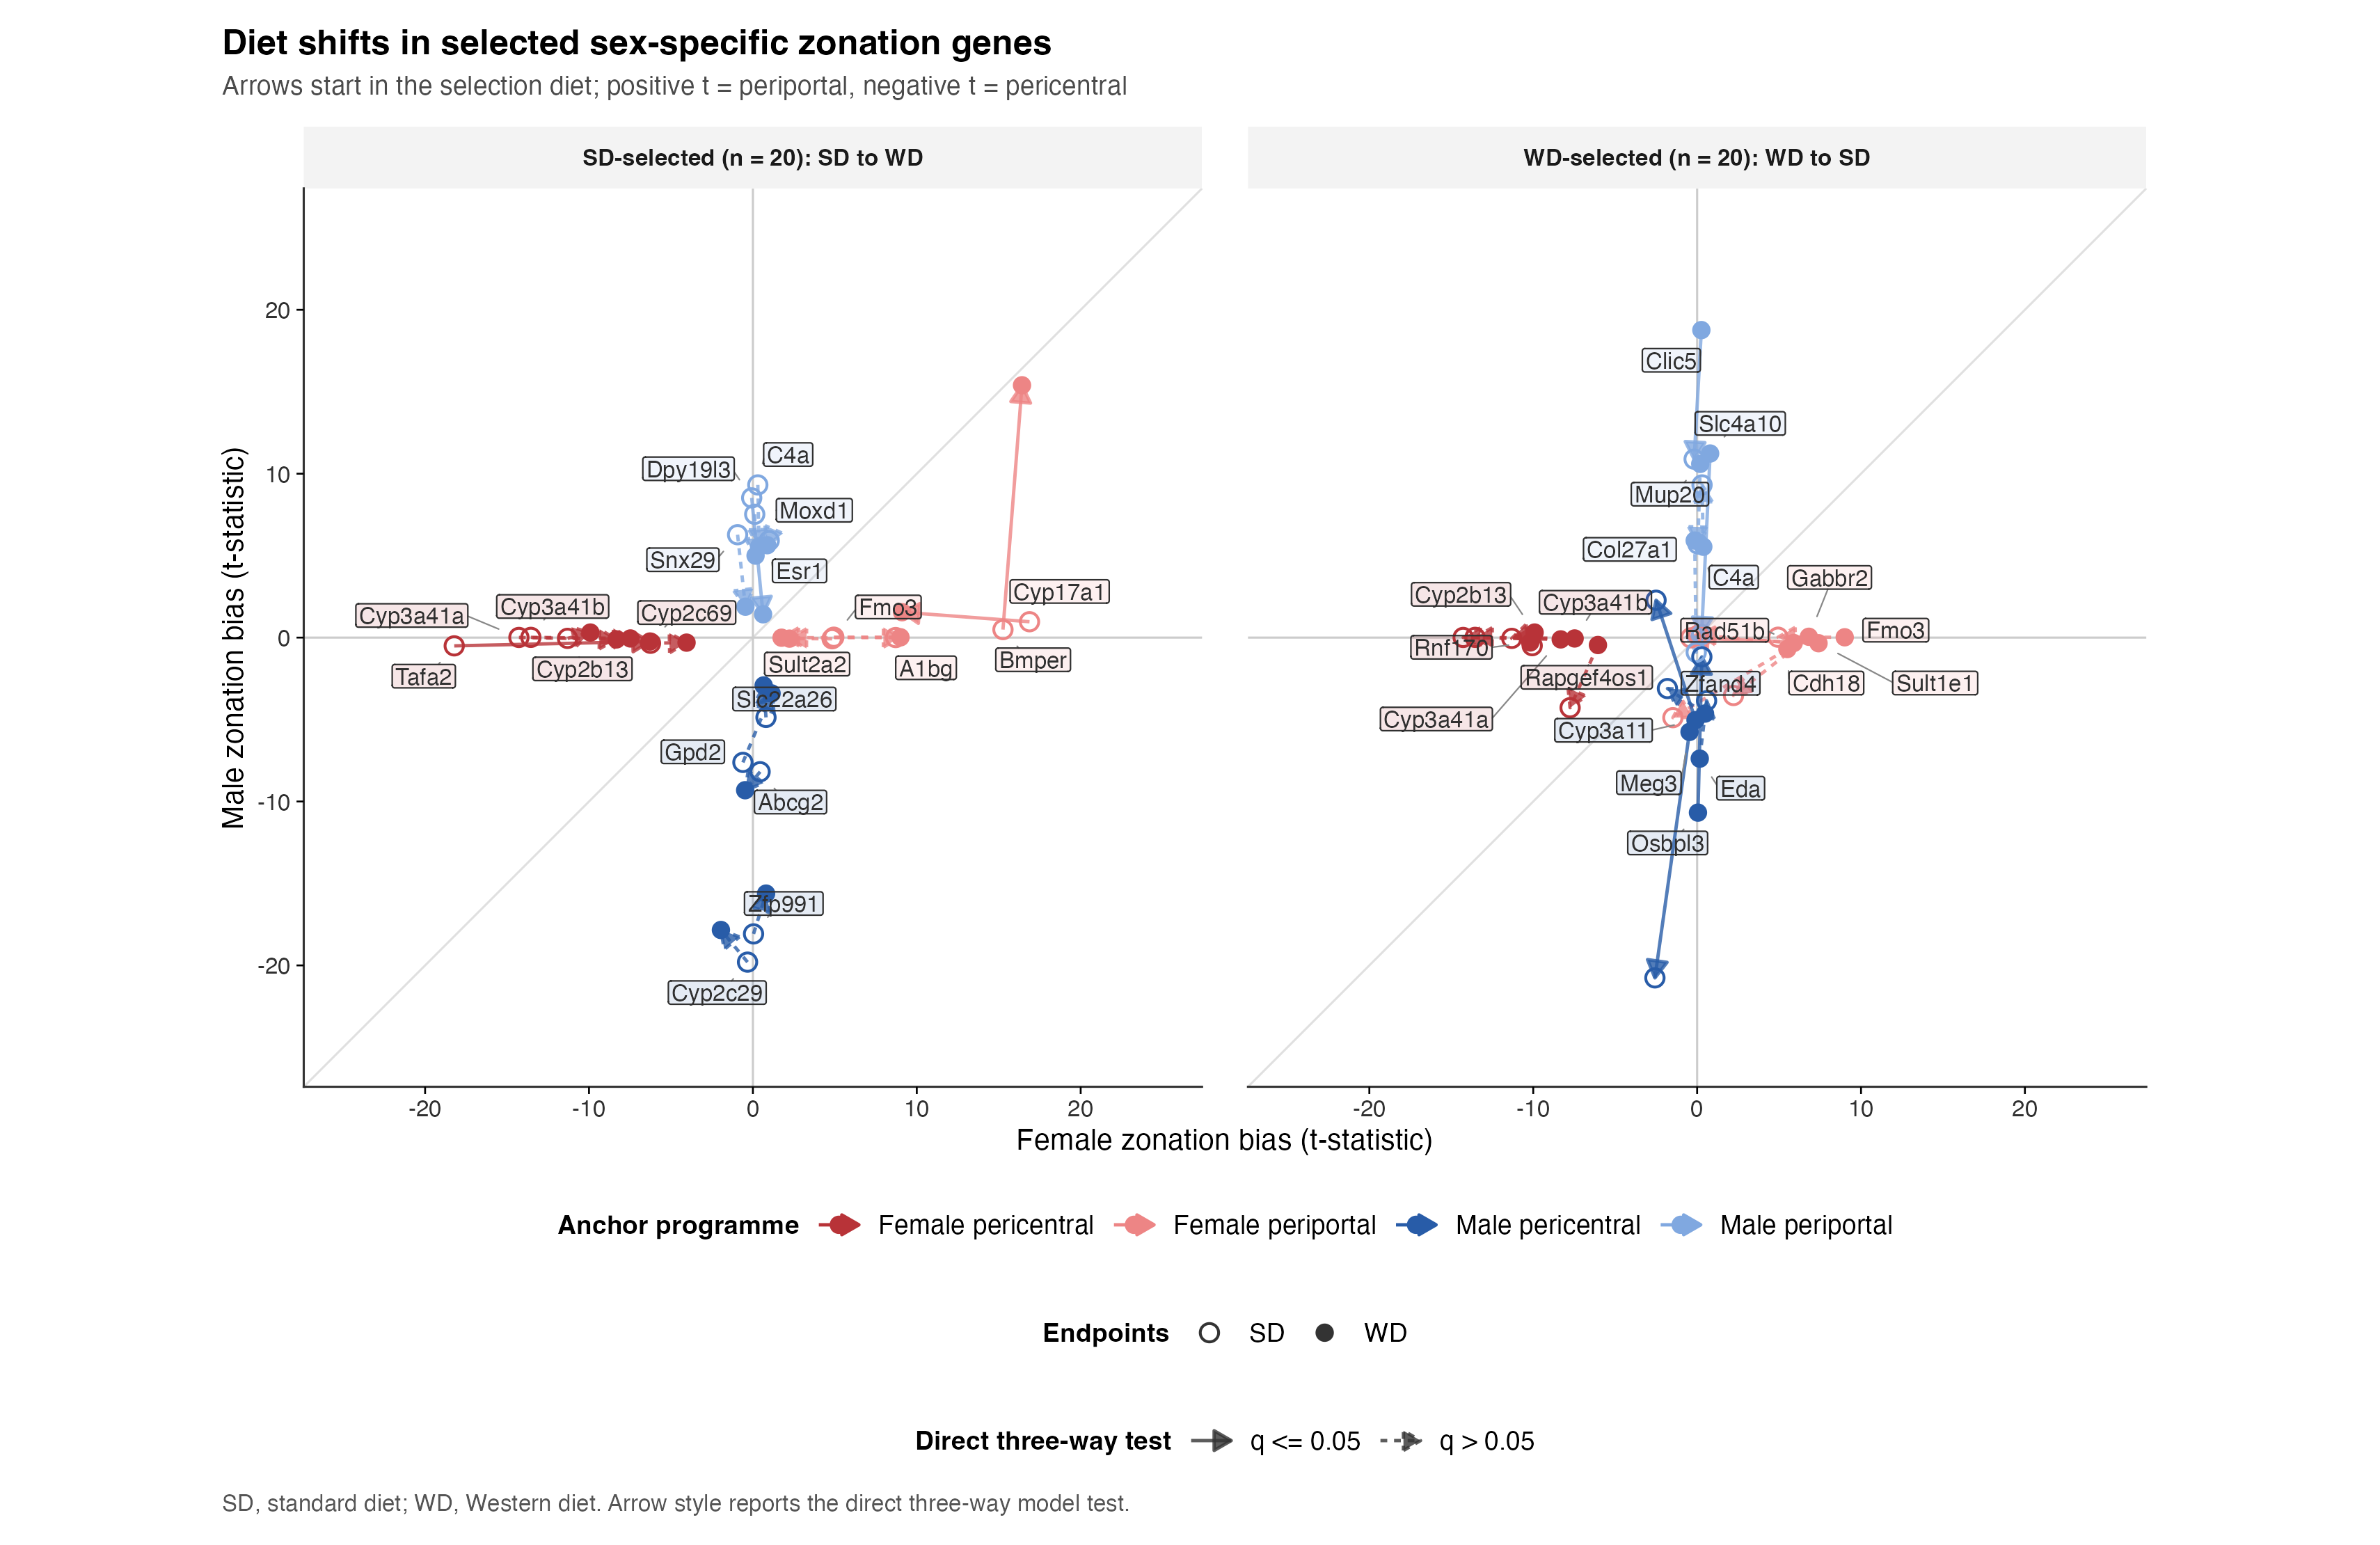 Diet shifts in selected sex-specific zonation genes
Arrows start in the selection diet; positive t = periportal, negative t = pericentral
SD-selected (n = 20): SD to WD
WD-selected (n = 20): WD to SD
Male zonation bias (t-statistic)
20
10
0
-10
-20
C4a
Dpy19l3
Moxd1
Snx29
Esr1
Cyp17a1
Cyp3a41a
Cyp3a41b
Cyp2c69
Fmo3
Tafa2
Cyp2b13
Sult2a2
A1bg
Bmper
Slc22a26
Gpd2
Abcg2
Zfp991
Cyp2c29
-20
-10
0
10
20
Clic5
Slc4a10
Mup20
Col27a1
C4a
Gabbr2
Cyp2b13
Cyp3a41b
Rad51b
Fmo3
Rnf170
Rapgef4os1
Zfand4
Cdh18
Sult1e1
Cyp3a41a
Cyp3a11
Meg3
Eda
Osbpl3
-20
-10
0
10
20
Female zonation bias (t-statistic)
Anchor programme Female pericentral Female periportal Male pericentral Male periportal
Endpoints SD WD
Direct three-way test q <= 0.05 q > 0.05
SD, standard diet; WD, Western diet. Arrow style reports the direct three-way model test.